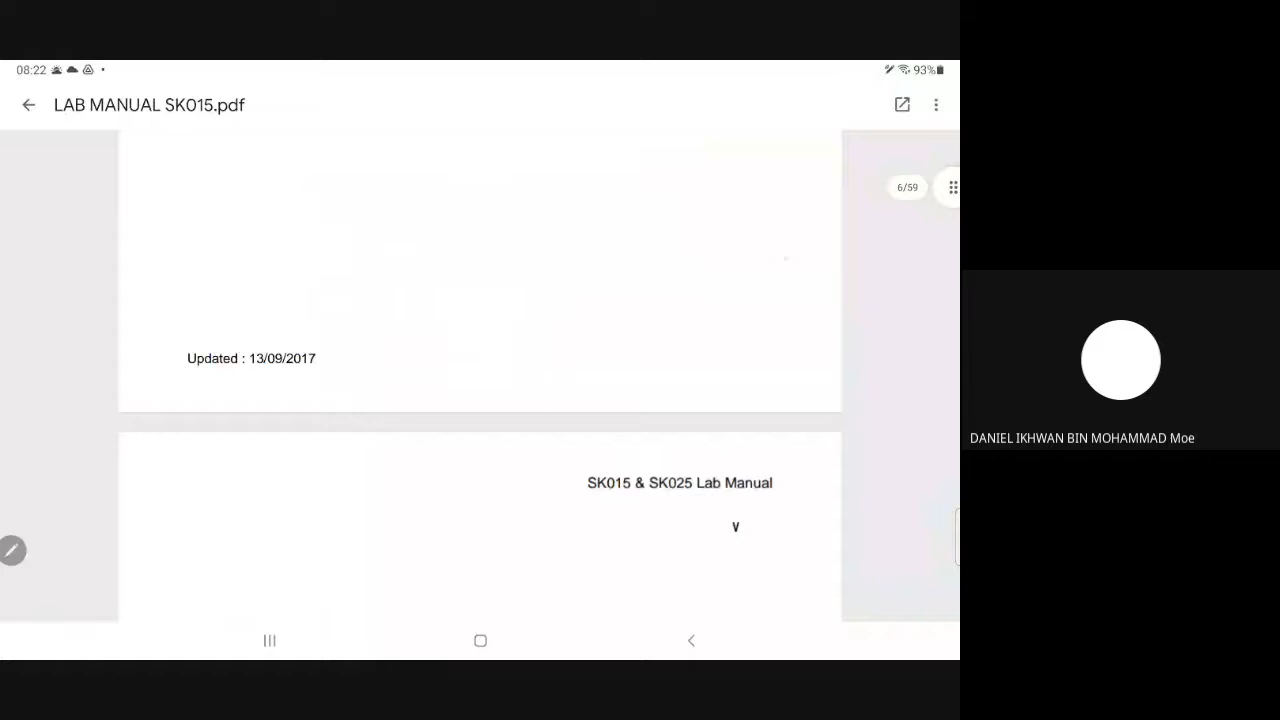 08:22
93%
LAB MANUAL SK015.pdf
6/59
Updated : 13/09/2017
SK015 & SK025 Lab Manual
v
DANIEL IKHWAN BIN MOHAMMAD Moe